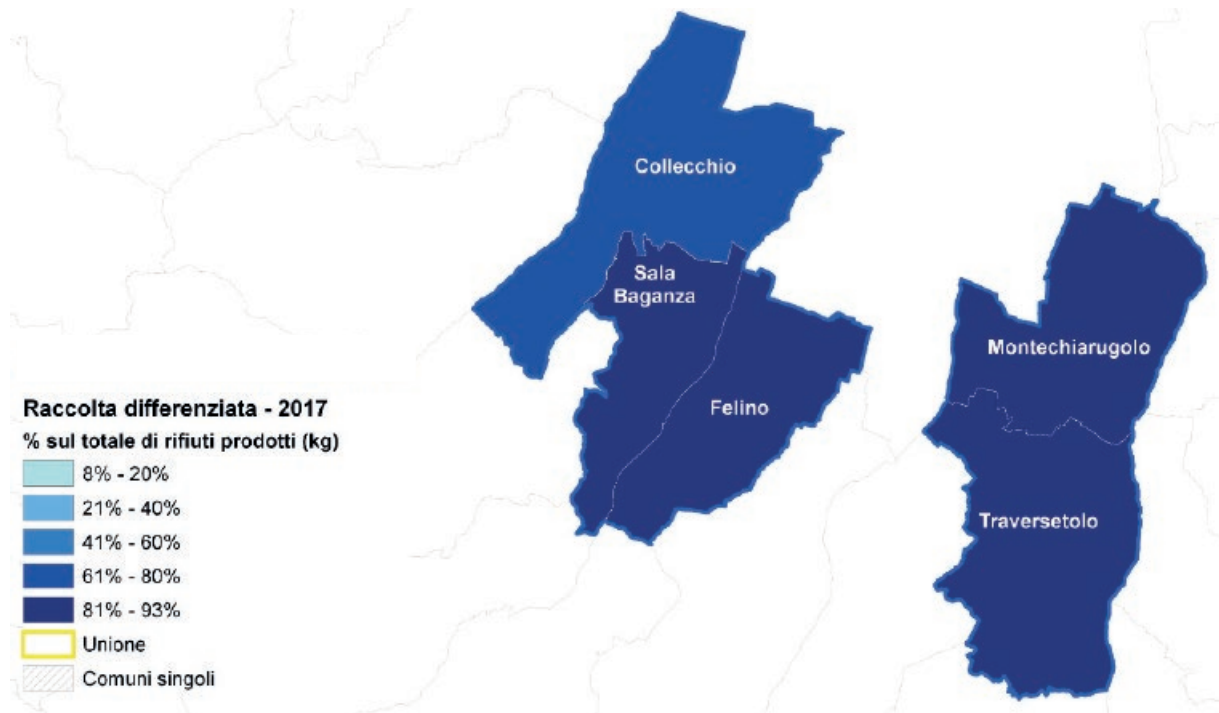 Collecchio
Sala
Baganza
Montechiarugolo
Felino
Traversetolo
Raccolta differenziata - 2017
% sul totale di rifiuti prodotti (kg)
8% - 20%
21% - 40%
41% - 60%
61% - 80%
81% - 93%
Unione
Comuni singoli